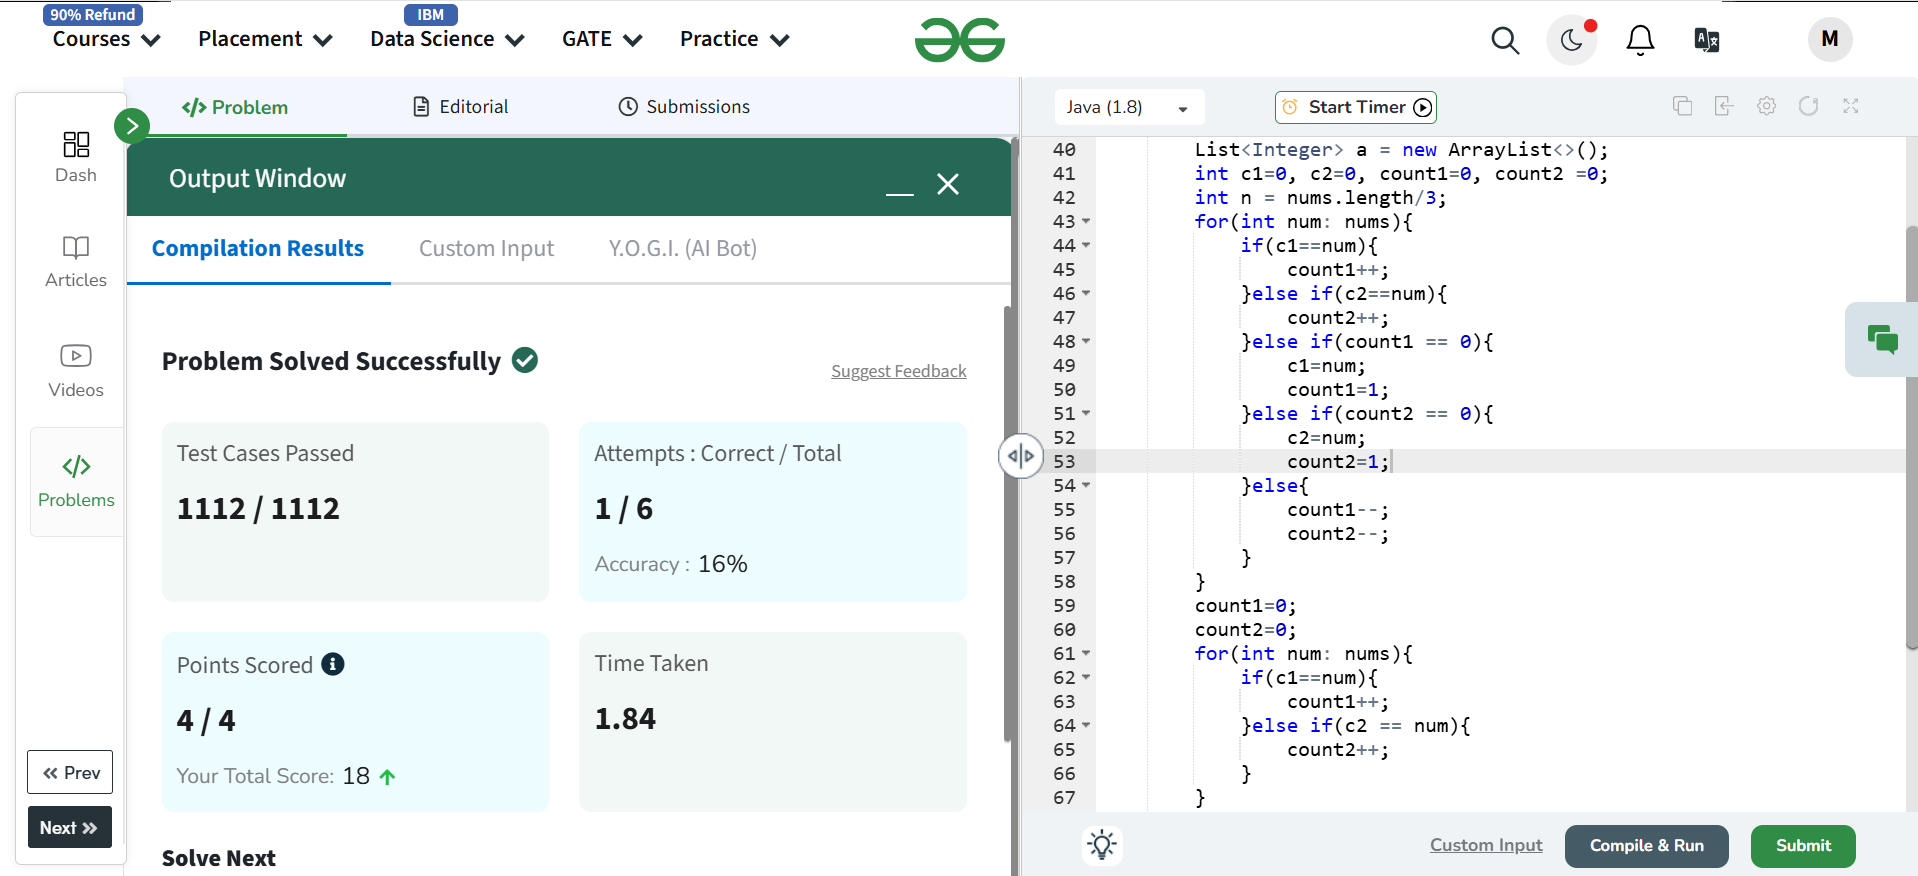 90% Refund
IBM
Courses
Placement
Data Science
GATE
Practice
M
Dash
Articles
Videos
Problems
Prev
Next
Problem
Editorial
Submissions
Output Window
Compilation Results
Custom Input
Y.O.G.I. (AI Bot)
Problem Solved Successfully
Suggest Feedback
Test Cases Passed
1112 / 1112
Attempts : Correct / Total
1 / 6
Accuracy : 16%
Points Scored
4 / 4
Your Total Score: 18
Time Taken
1.84
Solve Next
Java (1.8)
Start Timer
40 List<Integer> a = new ArrayList<>();
41 int c1=0, c2=0, count1=0, count2 =0;
42 int n = nums.length/3;
43 for(int num: nums){
44 if(c1==num){
45 count1++;
46 }else if(c2==num){
47 count2++;
48 }else if(count1 == 0){
49 c1=num;
50 count1=1;
51 }else if(count2 == 0){
52 c2=num;
53 count2=1;
54 }else{
55 count1--;
56 count2--;
57 }
58 }
59 count1=0;
60 count2=0;
61 for(int num: nums){
62 if(c1==num){
63 count1++;
64 }else if(c2 == num){
65 count2++;
66 }
67 }
Custom Input
Compile & Run
Submit